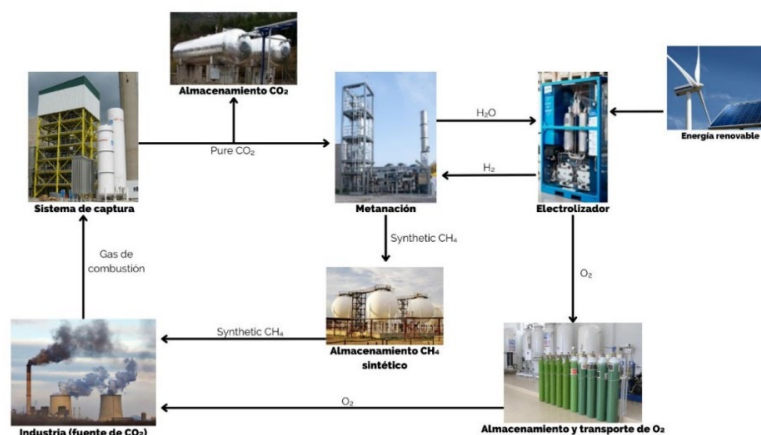 Almacenamiento CO₂
H₂O
Energía renovable
Pure CO₂
H₂
Sistema de captura
Metanación
Electrolizador
Synthetic CH₄
Gas de
combustión
O₂
Synthetic CH₄
Almacenamiento CH₄
sintético
O₂
Industria (fuente de CO₂)
Almacenamiento y transporte de O₂